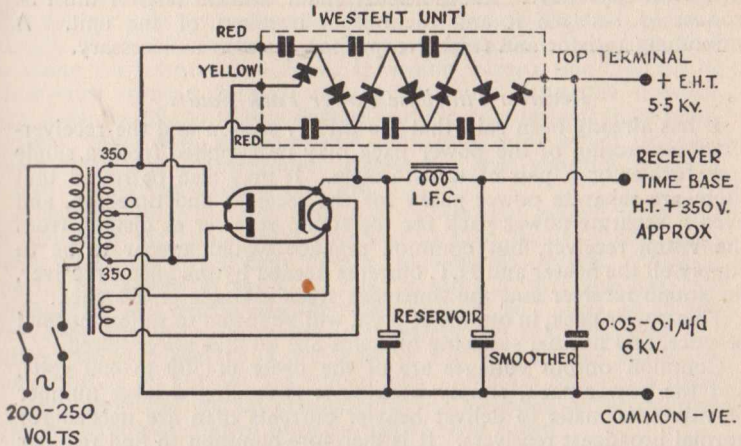 'WESTEHT UNIT'
RED
YELLOW
RED
TOP TERMINAL
+ E.H.T.
5·5 Kv.
350
0
350
L.F.C.
RECEIVER
TIME BASE
H.T. + 350 V.
APPROX
RESERVOIR
SMOOTHER
0·05-0·1 µfd
6 Kv.
200-250
VOLTS
COMMON -VE.